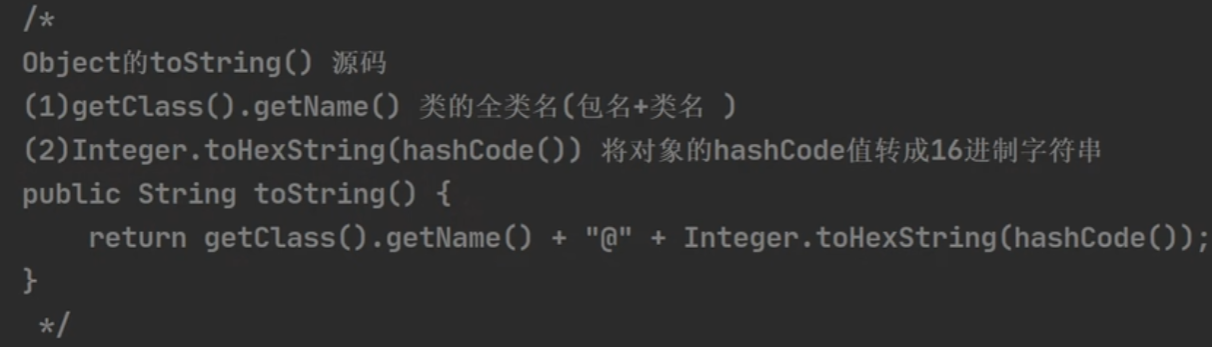 /*
Object的toString() 源码
(1)getClass().getName() 类的全类名(包名+类名 )
(2)Integer.toHexString(hashCode()) 将对象的hashCode值转成16进制字符串
public String toString() {
    return getClass().getName() + "@" + Integer.toHexString(hashCode());
}
 */